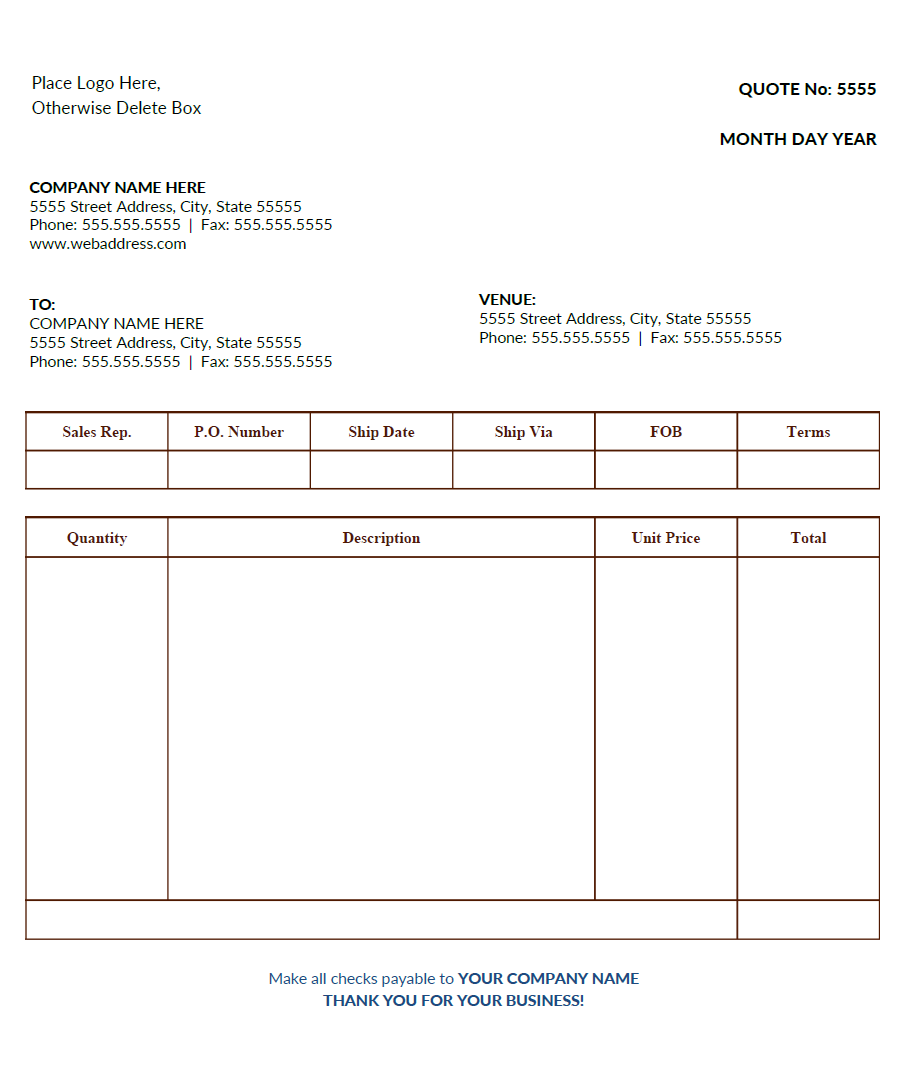 Place Logo Here,
Otherwise Delete Box
QUOTE No: 5555
MONTH DAY YEAR
COMPANY NAME HERE
5555 Street Address, City, State 55555
Phone: 555.555.5555 | Fax: 555.555.5555
www.webaddress.com
TO:
COMPANY NAME HERE
5555 Street Address, City, State 55555
Phone: 555.555.5555 | Fax: 555.555.5555
VENUE:
5555 Street Address, City, State 55555
Phone: 555.555.5555 | Fax: 555.555.5555
Sales Rep. P.O. Number Ship Date Ship Via FOB Terms
Quantity Description Unit Price Total
Make all checks payable to YOUR COMPANY NAME
THANK YOU FOR YOUR BUSINESS!